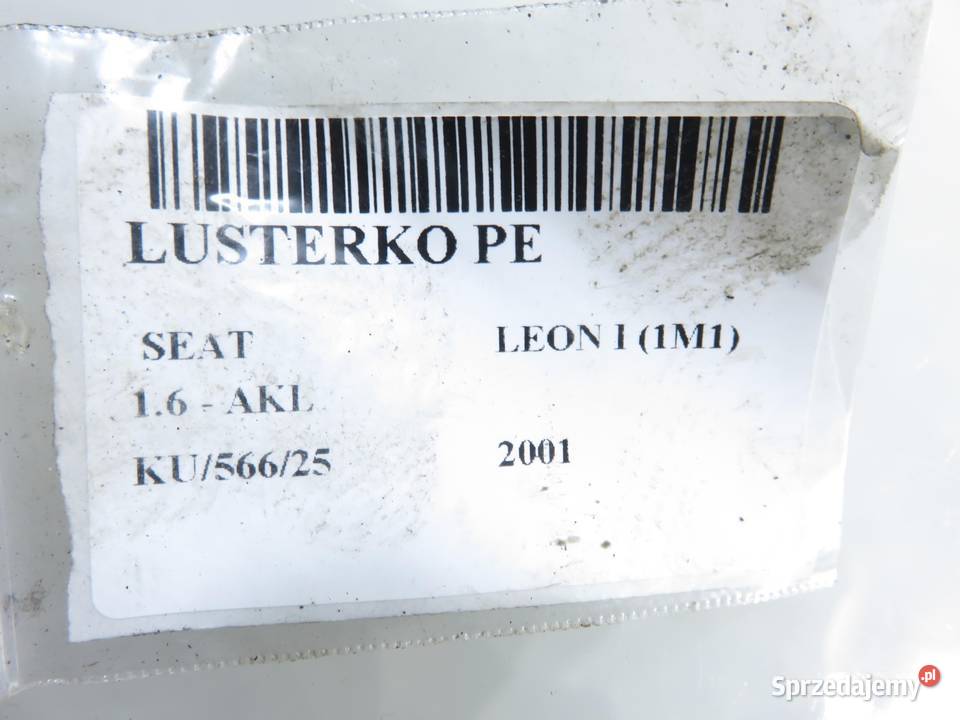 LUSTERKO PE
SEAT LEON I (1M1)
1.6 - AKL
KU/566/25 2001
Sprzedajemy.pl